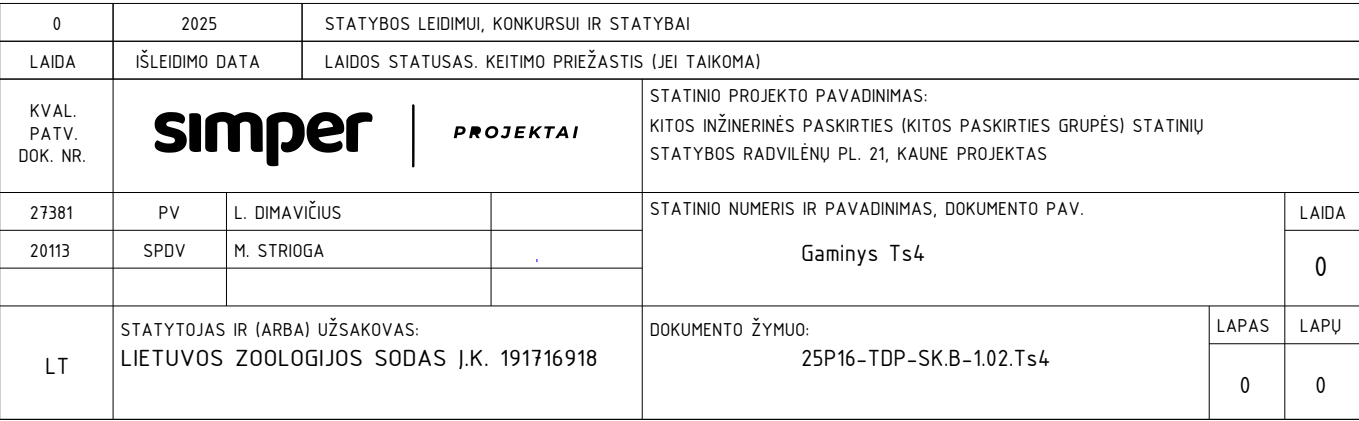 0 2025 STATYBOS LEIDIMUI, KONKURSUI IR STATYBAI
LAIDA IŠLEIDIMO DATA LAIDOS STATUSAS. KEITIMO PRIEŽASTIS (JEI TAIKOMA)
KVAL.
PATV.
DOK. NR.
sımper | PROJEKTAI
STATINIO PROJEKTO PAVADINIMAS:
KITOS INŽINERINĖS PASKIRTIES (KITOS PASKIRTIES GRUPĖS) STATINIŲ
STATYBOS RADVILĖNŲ PL. 21, KAUNE PROJEKTAS
27381 PV L. DIMAVIČIUS
20113 SPDV M. STRIOGA
STATINIO NUMERIS IR PAVADINIMAS, DOKUMENTO PAV.
Gaminys Ts4
LAIDA
0
LT
STATYTOJAS IR (ARBA) UŽSAKOVAS:
LIETUVOS ZOOLOGIJOS SODAS Į.K. 191716918
DOKUMENTO ŽYMUO:
25P16-TDP-SK.B-1.02.Ts4
LAPAS LAPŲ
0 0